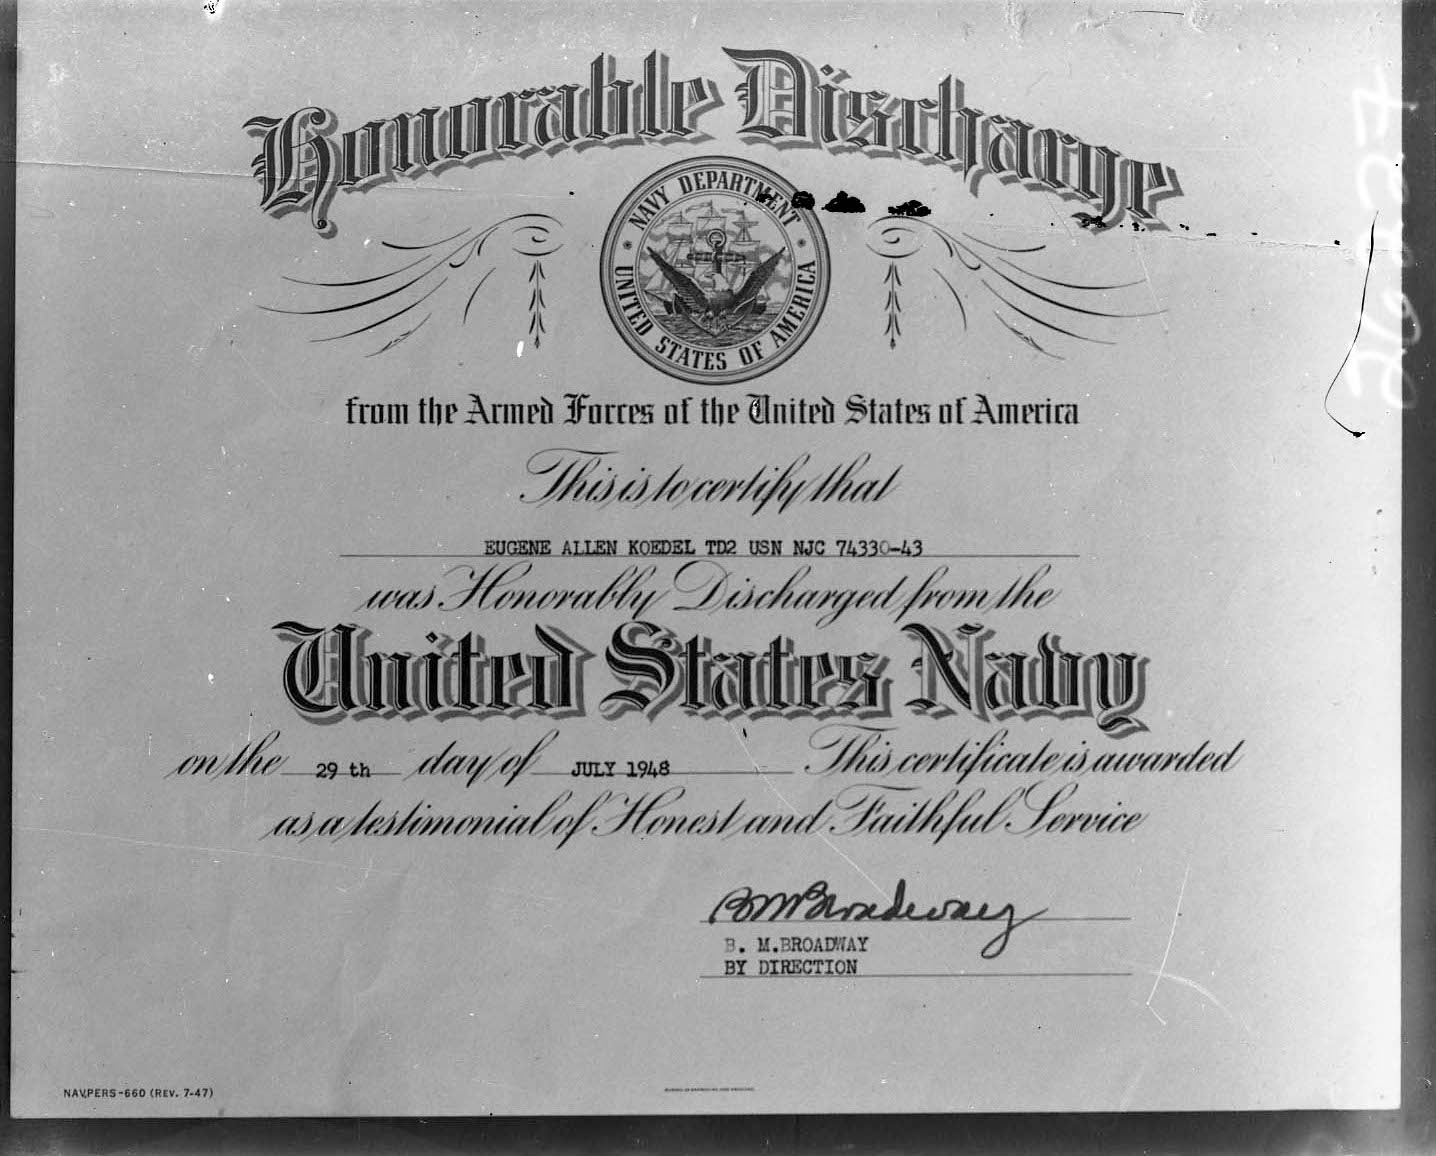 Honorable Discharge
NAVY DEPARTMENT
UNITED STATES OF AMERICA
from the Armed Forces of the United States of America
This is to certify that
EUGENE ALLEN KOEDEL TD2 USN NJC 74330-43
was Honorably Discharged from the
United States Navy
on the 29 th day of JULY 1948 This certificate is awarded
as a testimonial of Honest and Faithful Service
B M Broadway
B. M. BROADWAY
BY DIRECTION
NAVPERS-660 (REV. 7-47)